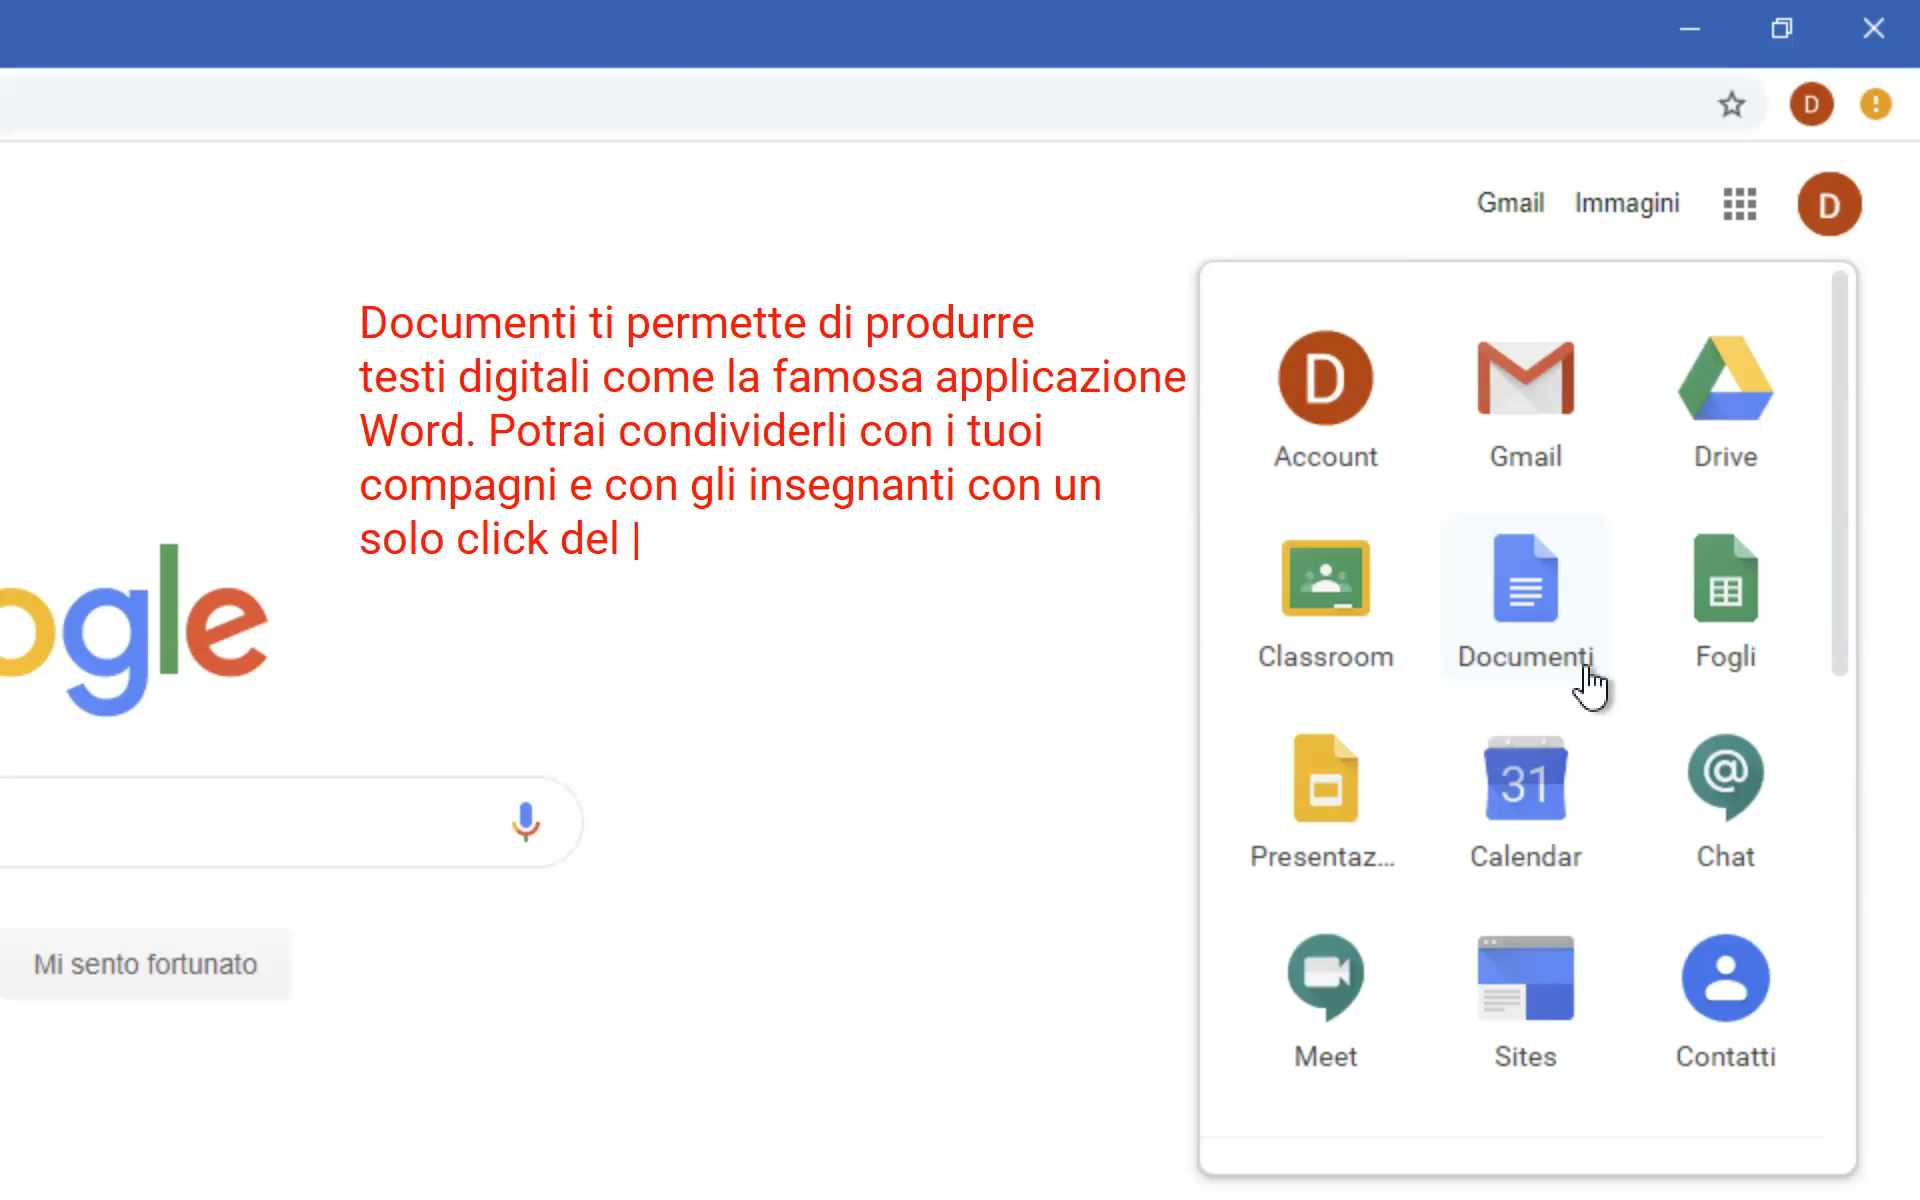 D
Gmail Immagini
D
Documenti ti permette di produrre
testi digitali come la famosa applicazione
Word. Potrai condividerli con i tuoi
compagni e con gli insegnanti con un
solo click del |
ogle
Mi sento fortunato
D
Account Gmail Drive
Classroom Documenti Fogli
31
Presentaz... Calendar Chat
Meet Sites Contatti